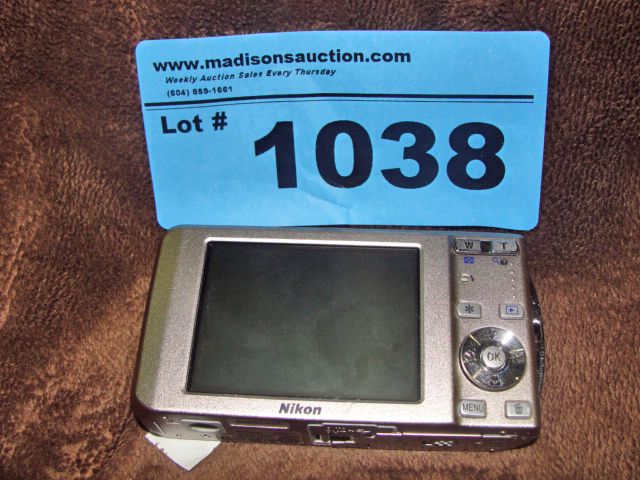 www.madisonsauction.com
Weekly Auction Sales Every Thursday
(604) 859-1661
Lot # 1038
W T
OK
MENU
Nikon